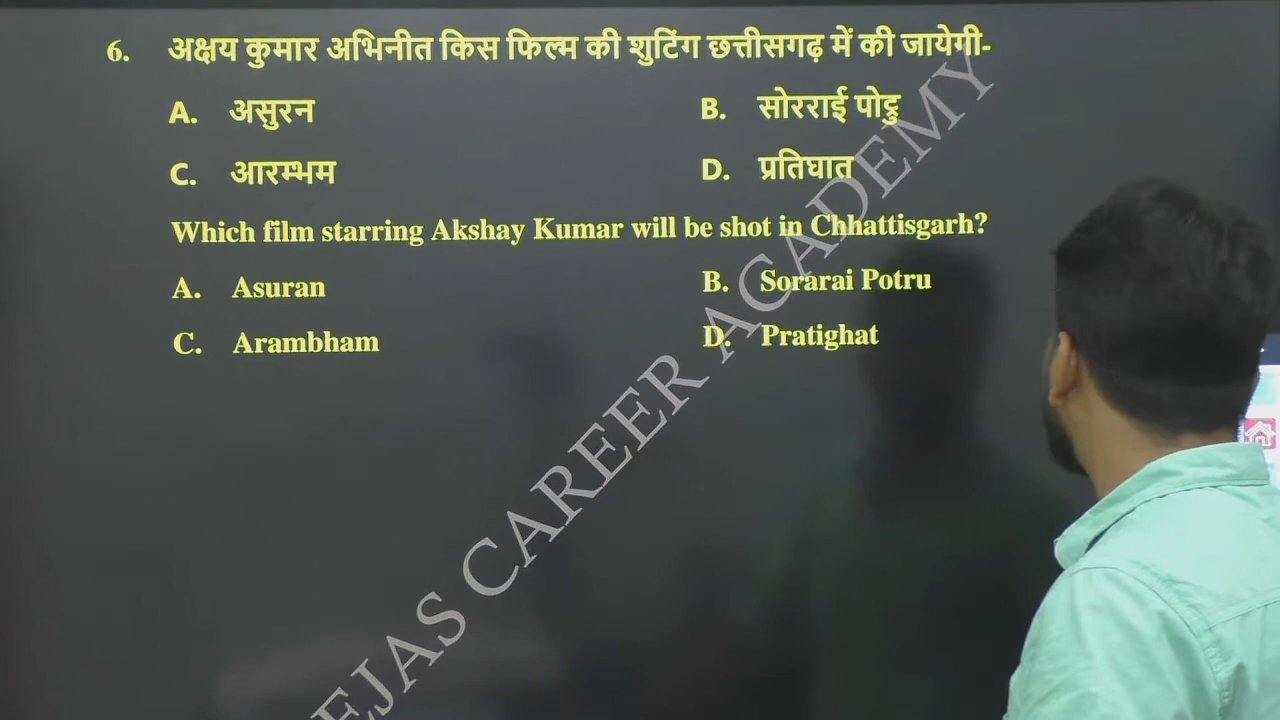 6. अक्षय कुमार अभिनीत किस फिल्म की शुटिंग छत्तीसगढ़ में की जायेगी-
A. असुरन B. सोरराई पोट्रु
C. आरम्भम D. प्रतिघात
Which film starring Akshay Kumar will be shot in Chhattisgarh?
A. Asuran B. Sorarai Potru
C. Arambham D. Pratighat
EJAS CAREER ACADEMY